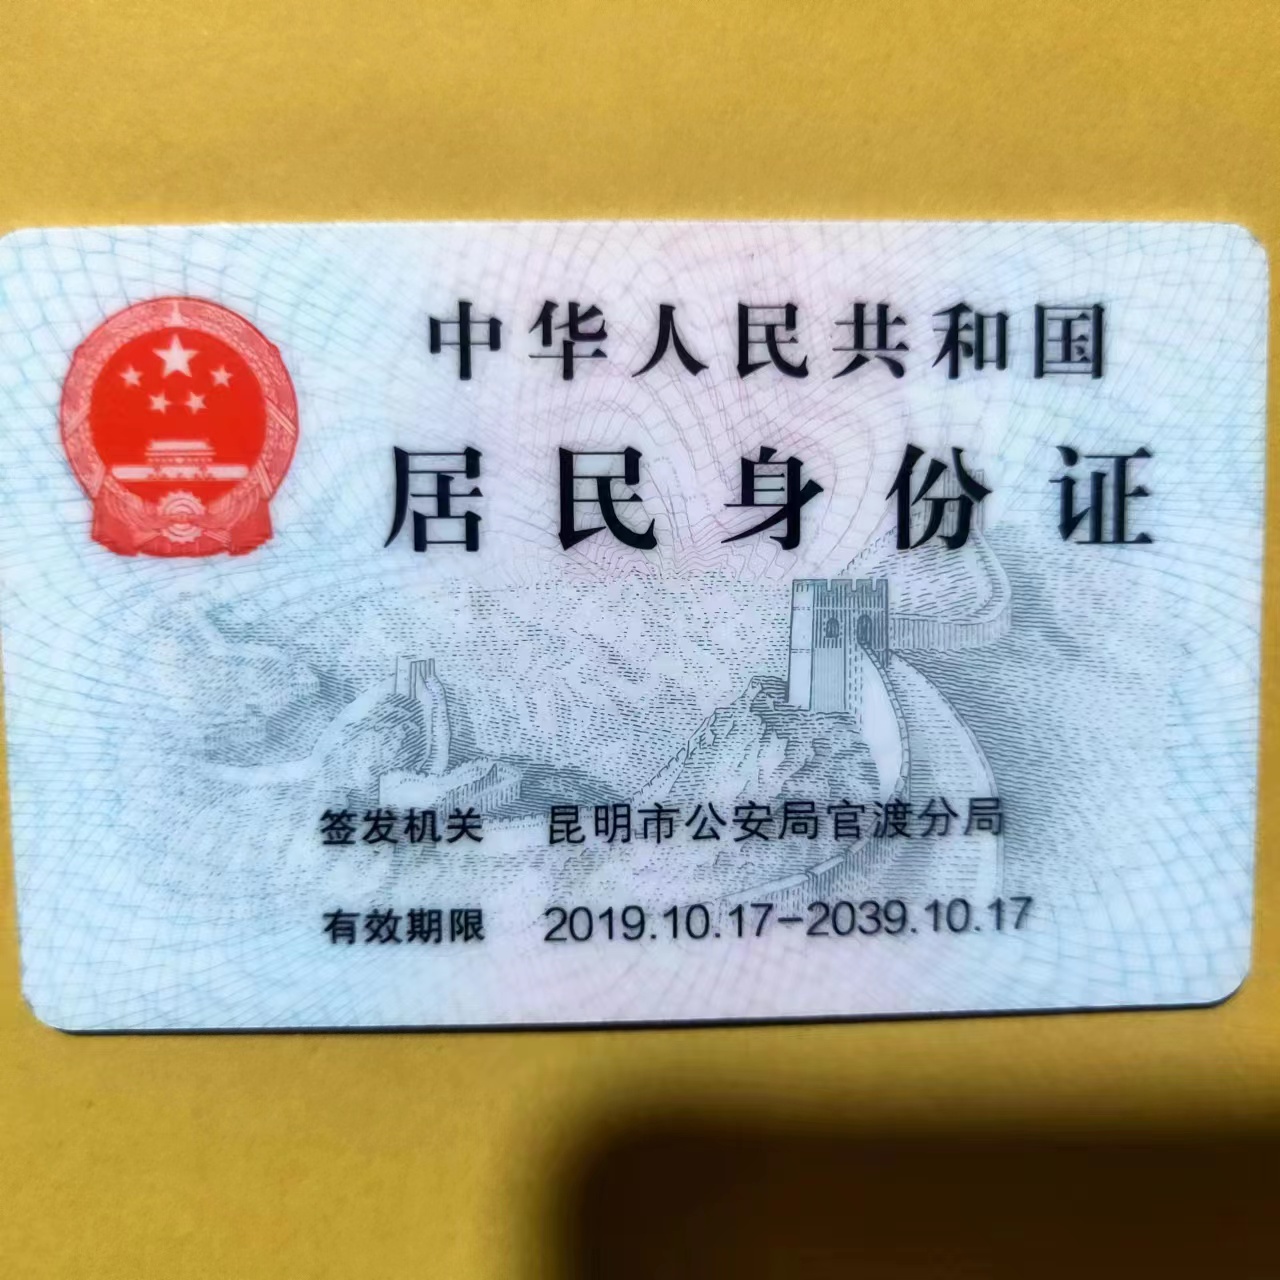 中华人民共和国
居民身份证
签发机关 昆明市公安局官渡分局
有效期限 2019.10.17-2039.10.17